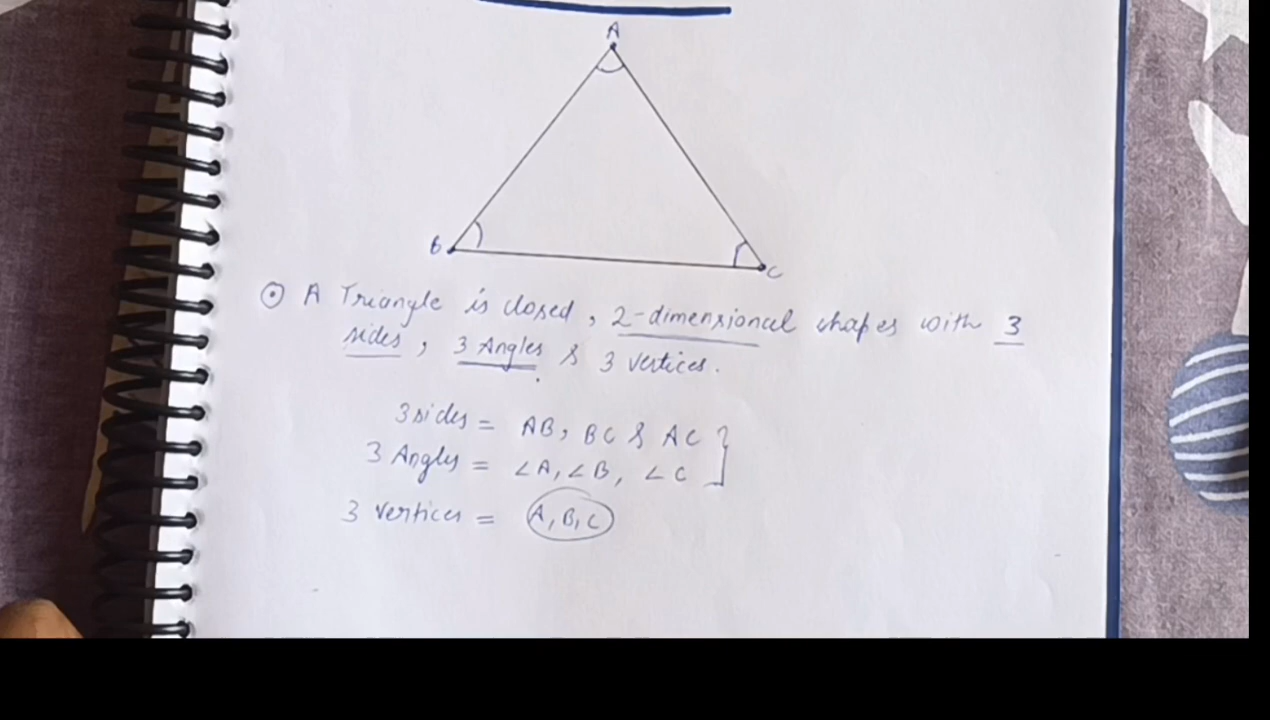 A
B
C
A Triangle is closed, 2-dimensional shapes with 3
sides, 3 Angles & 3 vertices.
3 sides = AB, BC & AC
3 Angles = ∠A, ∠B, ∠C
3 vertices = A, B, C